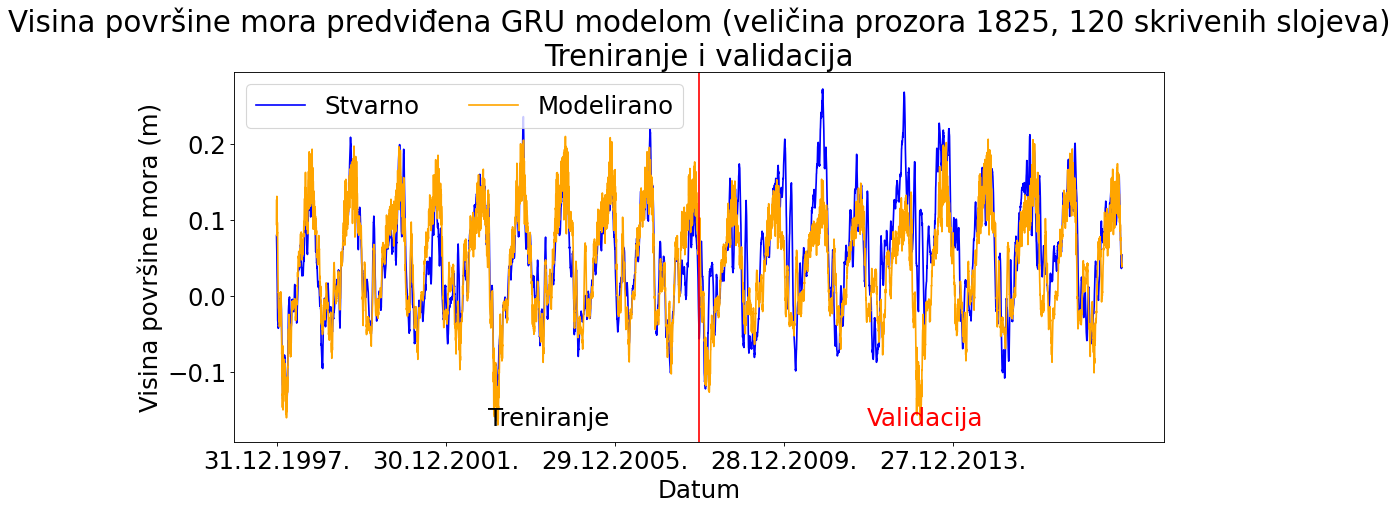 Visina površine mora predviđena GRU modelom (veličina prozora 1825, 120 skrivenih slojeva)
Treniranje i validacija
Stvarno
Modelirano
Visina površine mora (m)
0.2
0.1
0.0
−0.1
Treniranje
Validacija
31.12.1997.
30.12.2001.
29.12.2005.
28.12.2009.
27.12.2013.
Datum